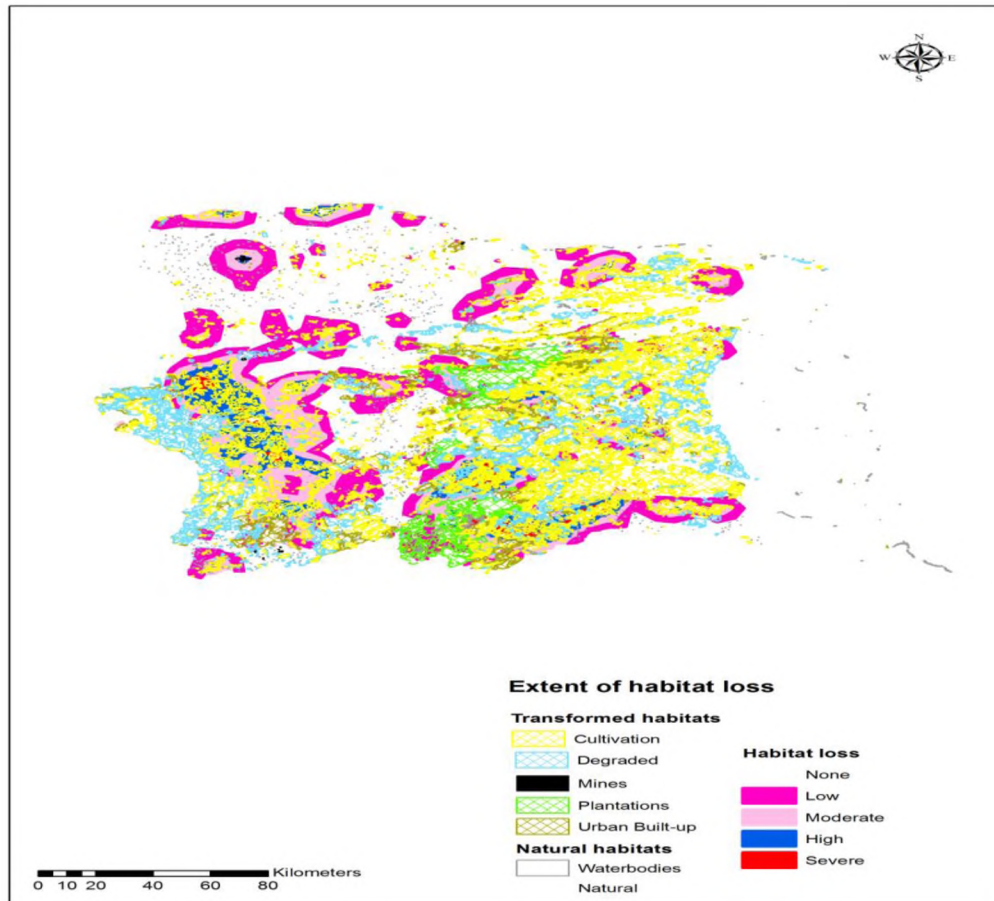 N
W E
S
Extent of habitat loss
Transformed habitats
Cultivation
Degraded
Mines
Plantations
Urban Built-up
Natural habitats
Waterbodies
Natural
Habitat loss
None
Low
Moderate
High
Severe
Kilometers
0 10 20 40 60 80